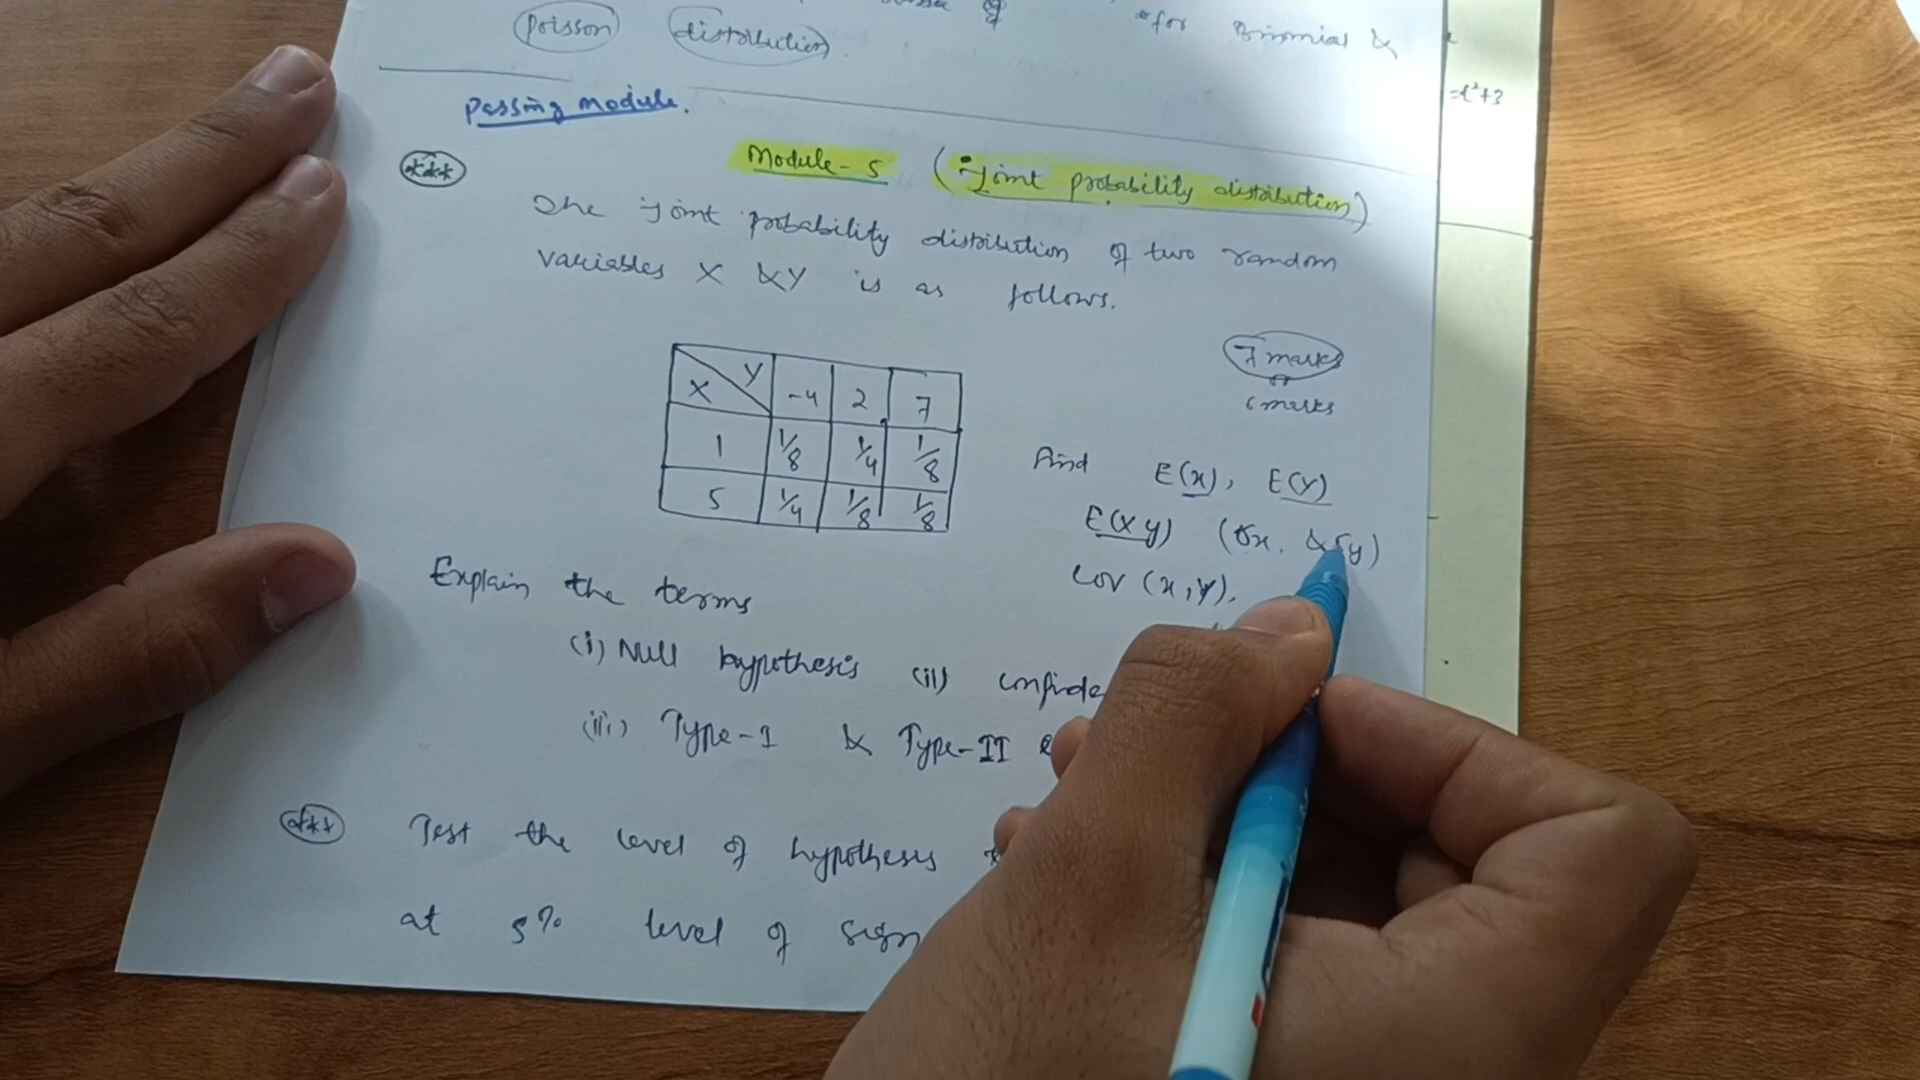 poisson distribution. *for Binomial &
=t²+3
Passing module.
*** Module-5 (Joint probability distribution)
The joint probability distribution of two random
variables X & Y is as follows.
7 marks
or
6 marks
X Y -4 2 7
1 1/8 1/4 1/8
5 1/4 1/8 1/8
Find E(x), E(Y)
E(XY) (σx. & σy)
cov (x,y).
Explain the terms
(i) Null hypothesis (ii)
(iii) Type-I & Type-II
*** Test the level of hypothesis
at 5% level of